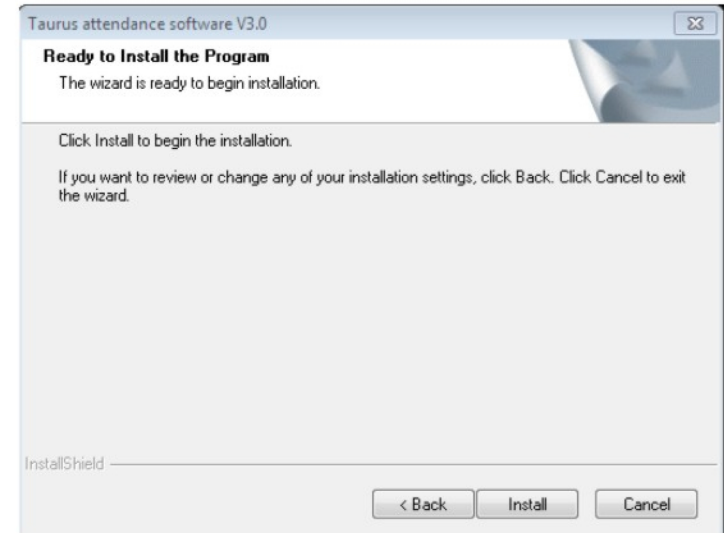 Taurus attendance software V3.0
Ready to Install the Program
The wizard is ready to begin installation.
Click Install to begin the installation.
If you want to review or change any of your installation settings, click Back. Click Cancel to exit
the wizard.
InstallShield
< Back
Install
Cancel